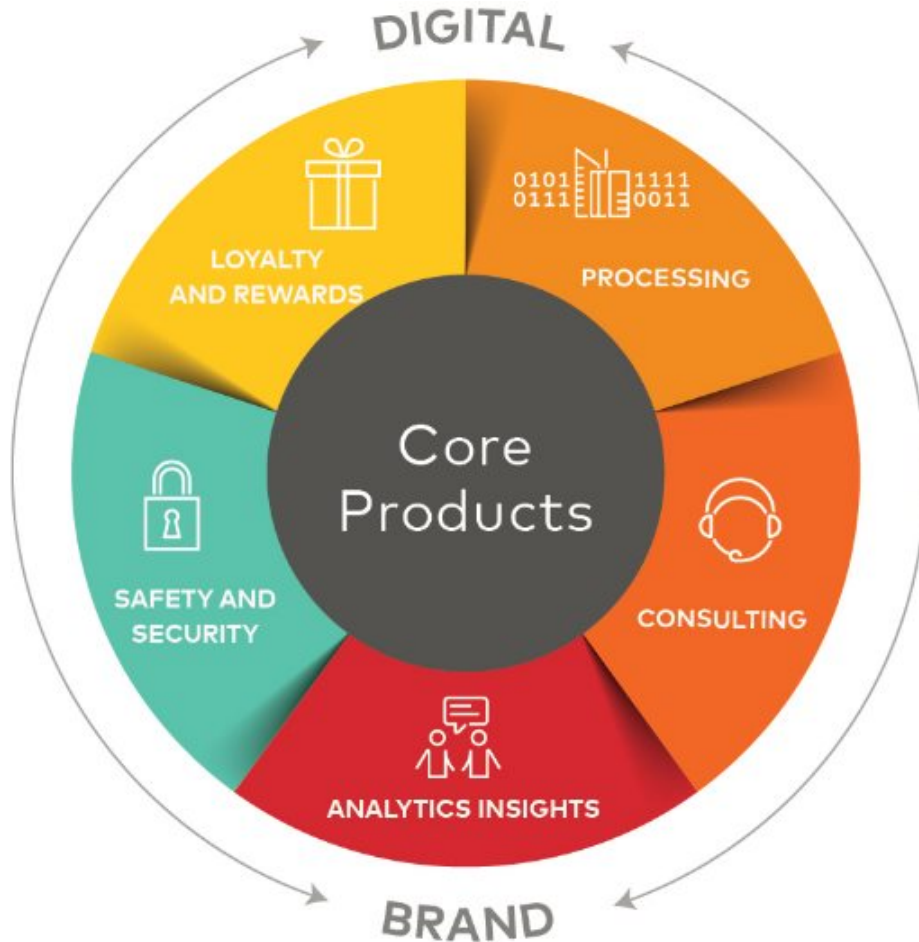 DIGITAL
LOYALTY
AND REWARDS
0101 1111
0111 0011
PROCESSING
Core
Products
SAFETY AND
SECURITY
CONSULTING
ANALYTICS INSIGHTS
BRAND